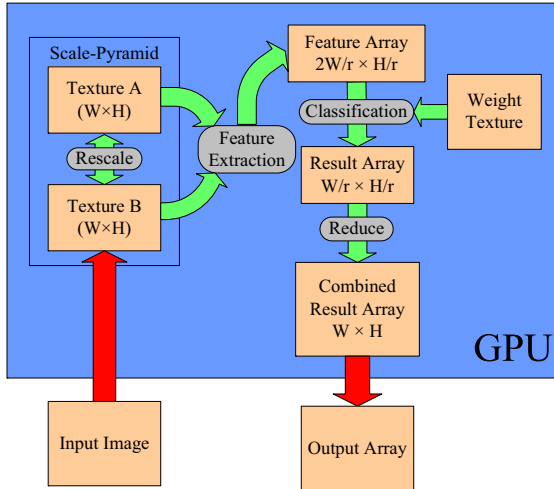 Scale-Pyramid
Texture A
(W×H)
Rescale
Texture B
(W×H)
Feature
Extraction
Feature Array
2W/r × H/r
Classification
Weight
Texture
Result Array
W/r × H/r
Reduce
Combined
Result Array
W × H
GPU
Input Image
Output Array